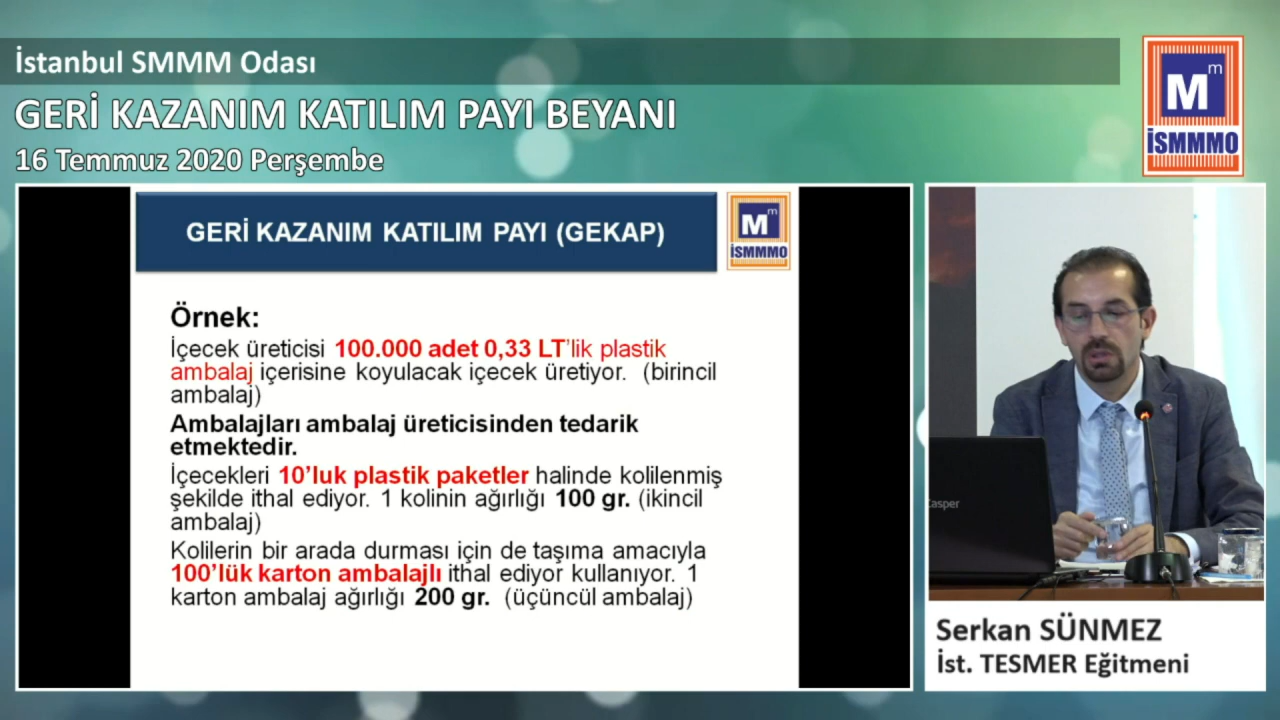 İstanbul SMMM Odası
GERİ KAZANIM KATILIM PAYI BEYANI
16 Temmuz 2020 Perşembe
M
m
İSMMMO
GERİ KAZANIM KATILIM PAYI (GEKAP)
M
m
İSMMMO
Örnek:
İçecek üreticisi 100.000 adet 0,33 LT'lik plastik
ambalaj içerisine koyulacak içecek üretiyor. (birincil
ambalaj)
Ambalajları ambalaj üreticisinden tedarik
etmektedir.
İçecekleri 10'luk plastik paketler halinde kolilenmiş
şekilde ithal ediyor. 1 kolinin ağırlığı 100 gr. (ikincil
ambalaj)
Kolilerin bir arada durması için de taşıma amacıyla
100'lük karton ambalajlı ithal ediyor kullanıyor. 1
karton ambalaj ağırlığı 200 gr. (üçüncül ambalaj)
Casper
Serkan SÜNMEZ
İst. TESMER Eğitmeni